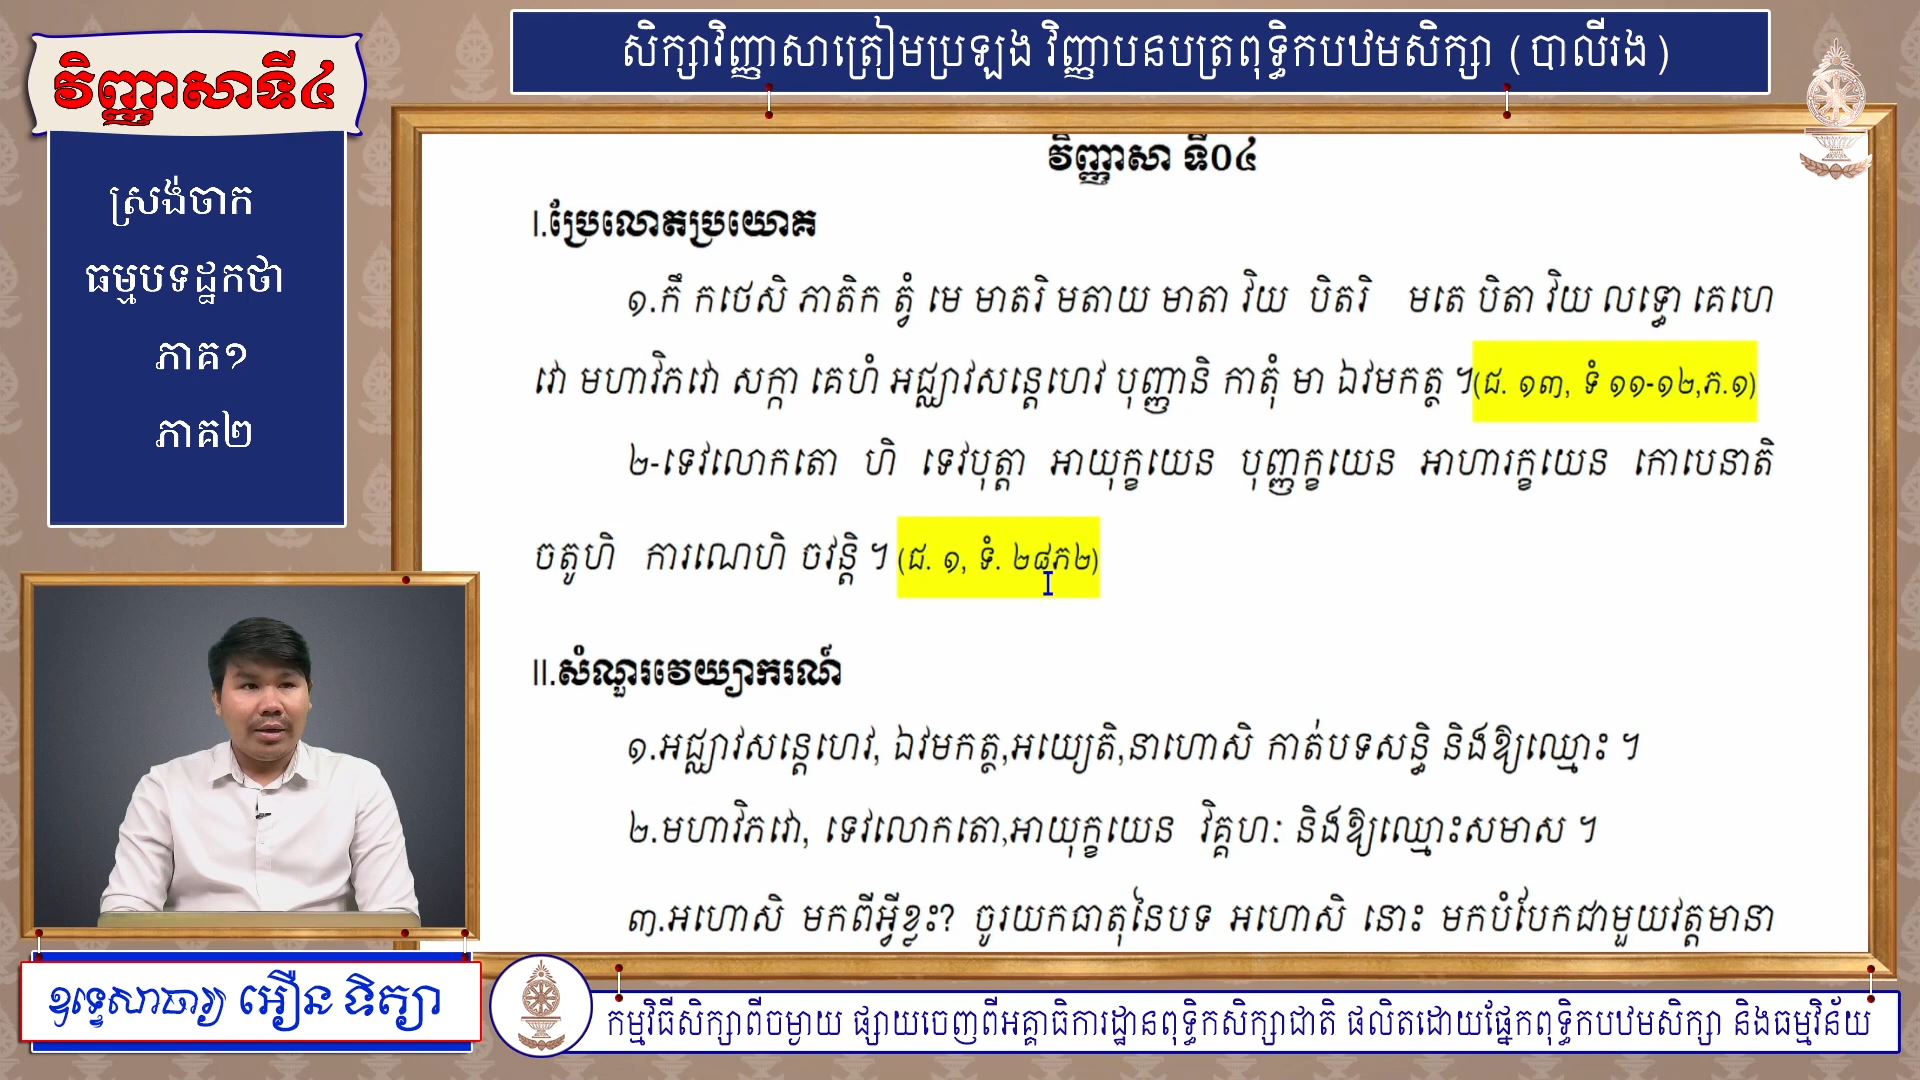 សិក្សាវិញ្ញាសាត្រៀមប្រឡង វិញ្ញាបនបត្រពុទ្ធិកបឋមសិក្សា (បាលីរង)
វិញ្ញាសាទី៤
ស្រង់ចាក
ធម្មបទដ្ឋកថា
ភាគ១
ភាគ២
វិញ្ញាសា ទី០៤
I.ប្រែលោតប្រយោគ
១.កឹ កថេសិ ភាតិក ត្វំ មេ មាតរិ មតាយ មាតា វិយ បិតរិ មតេ បិតា វិយ លទ្ធោ គេហេ
វោ មហាវិភវោ សក្កា គេហំ អជ្ឈាវសន្តេហេវ បុញ្ញានិ កាតុំ មា ឯវមកត្ថ ។(ជ. ១៣, ទំ ១១-១២,ភ.១)
២-ទេវលោកតោ ហិ ទេវបុត្តា អាយុក្ខយេន បុញ្ញក្ខយេន អាហារក្ខយេន កោបេនាតិ
ចតូហិ ការណេហិ ចវន្តិ ។ (ជ. ១, ទំ. ២៨ភ២)
II.សំណួរវេយ្យាករណ៍
១.អជ្ឈាវសន្តេហេវ, ឯវមកត្ថ,អយ្យេតិ,នាហោសិ កាត់បទសន្ធិ និងឱ្យឈ្មោះ ។
២.មហាវិភវោ, ទេវលោកតោ,អាយុក្ខយេន វិគ្គហៈ និងឱ្យឈ្មោះសមាស ។
៣.អហោសិ មកពីអ្វីខ្លះ? ចូរយកធាតុនៃបទ អហោសិ នោះ មកបំបែកជាមួយវត្តមានា
ឧទ្ទេសាចារ្យ អឿន ទិត្យា
កម្មវិធីសិក្សាពីចម្ងាយ ផ្សាយចេញពីអគ្គាធិការដ្ឋានពុទ្ធិកសិក្សាជាតិ ផលិតដោយផ្នែកពុទ្ធិកបឋមសិក្សា និងធម្មវិន័យ